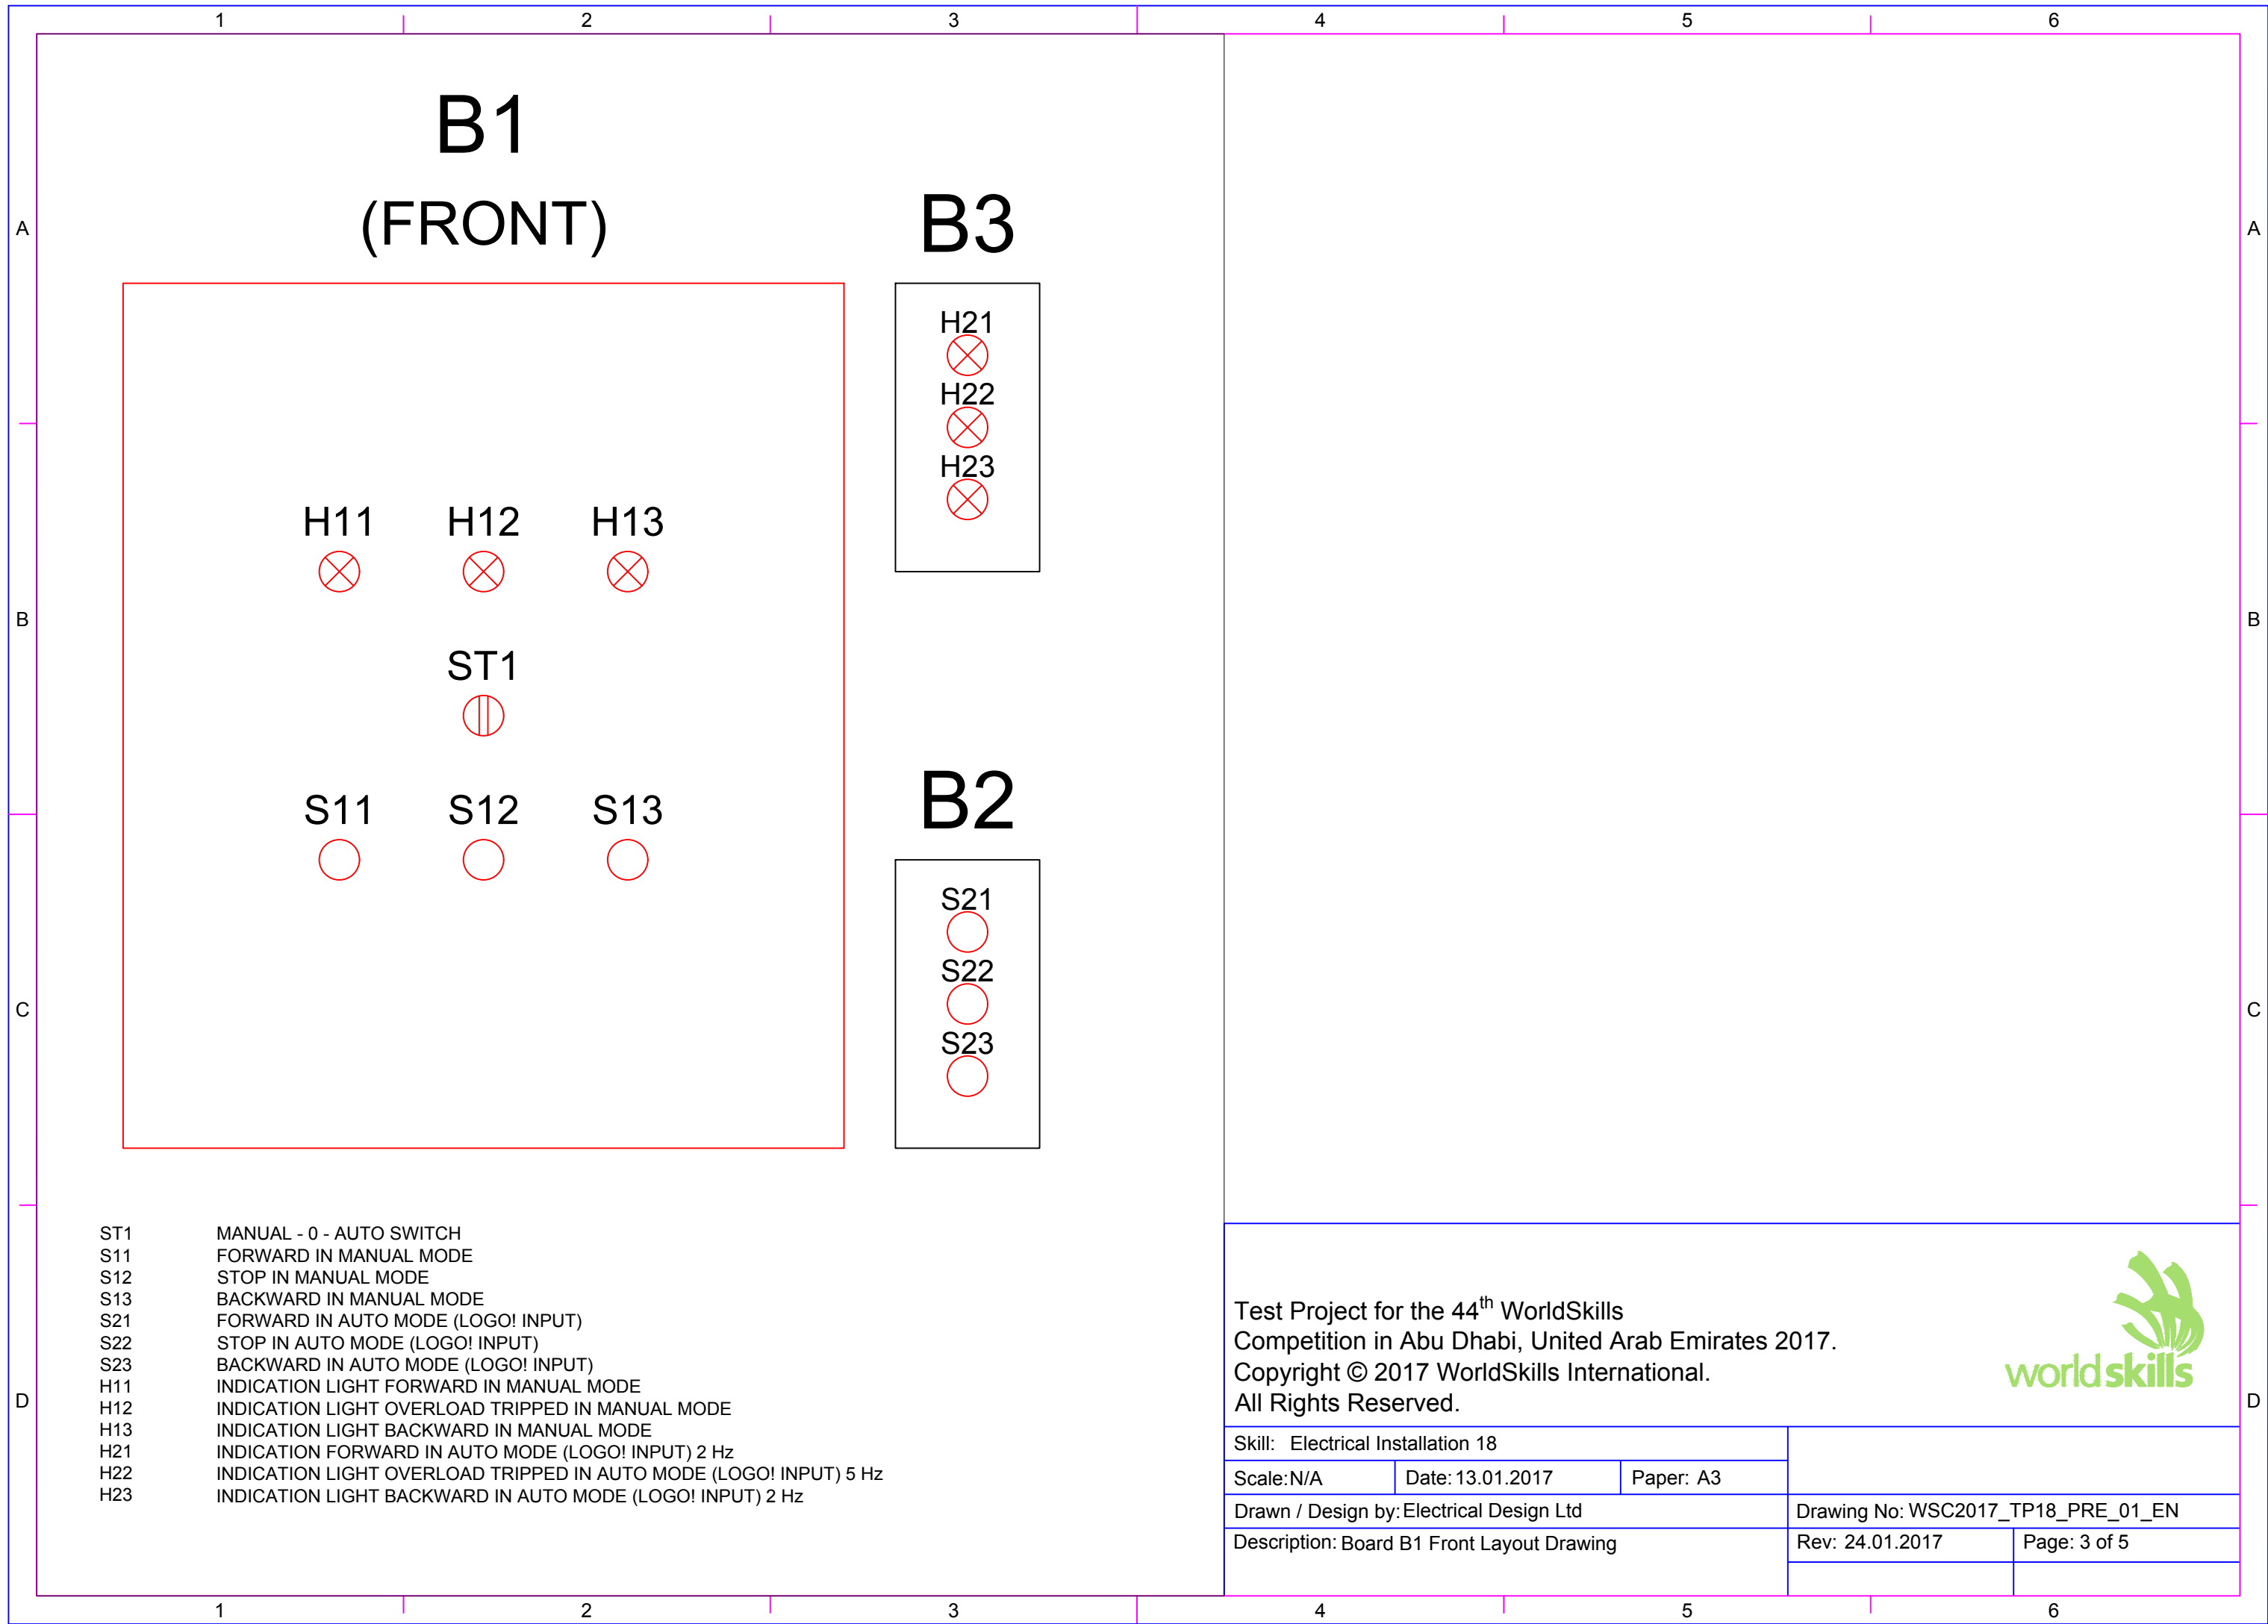 1 2 3 4 5 6
B1
(FRONT)
B3
A A
H21
H22
H23
H11 H12 H13
B B
ST1
B2
S11 S12 S13
S21
S22
S23
C C
ST1 MANUAL - 0 - AUTO SWITCH
S11 FORWARD IN MANUAL MODE
S12 STOP IN MANUAL MODE
S13 BACKWARD IN MANUAL MODE
S21 FORWARD IN AUTO MODE (LOGO! INPUT)
S22 STOP IN AUTO MODE (LOGO! INPUT)
S23 BACKWARD IN AUTO MODE (LOGO! INPUT)
H11 INDICATION LIGHT FORWARD IN MANUAL MODE
H12 INDICATION LIGHT OVERLOAD TRIPPED IN MANUAL MODE
H13 INDICATION LIGHT BACKWARD IN MANUAL MODE
H21 INDICATION FORWARD IN AUTO MODE (LOGO! INPUT) 2 Hz
H22 INDICATION LIGHT OVERLOAD TRIPPED IN AUTO MODE (LOGO! INPUT) 5 Hz
H23 INDICATION LIGHT BACKWARD IN AUTO MODE (LOGO! INPUT) 2 Hz
D D
Test Project for the 44th WorldSkills
Competition in Abu Dhabi, United Arab Emirates 2017.
Copyright © 2017 WorldSkills International.
All Rights Reserved.
worldskills
Skill: Electrical Installation 18
Scale: N/A Date: 13.01.2017 Paper: A3
Drawn / Design by: Electrical Design Ltd Drawing No: WSC2017_TP18_PRE_01_EN
Description: Board B1 Front Layout Drawing Rev: 24.01.2017 Page: 3 of 5
1 2 3 4 5 6